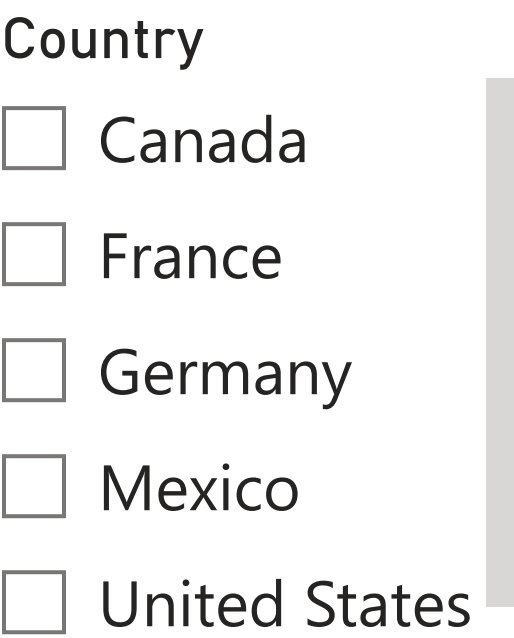 Country
Canada
France
Germany
Mexico
United States